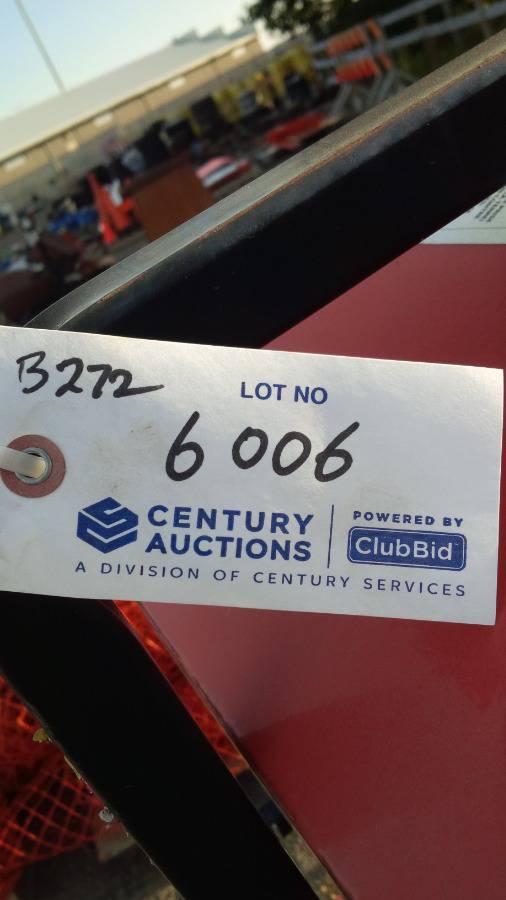 B272
LOT NO
6006
CENTURY AUCTIONS
POWERED BY
ClubBid
A DIVISION OF CENTURY SERVICES